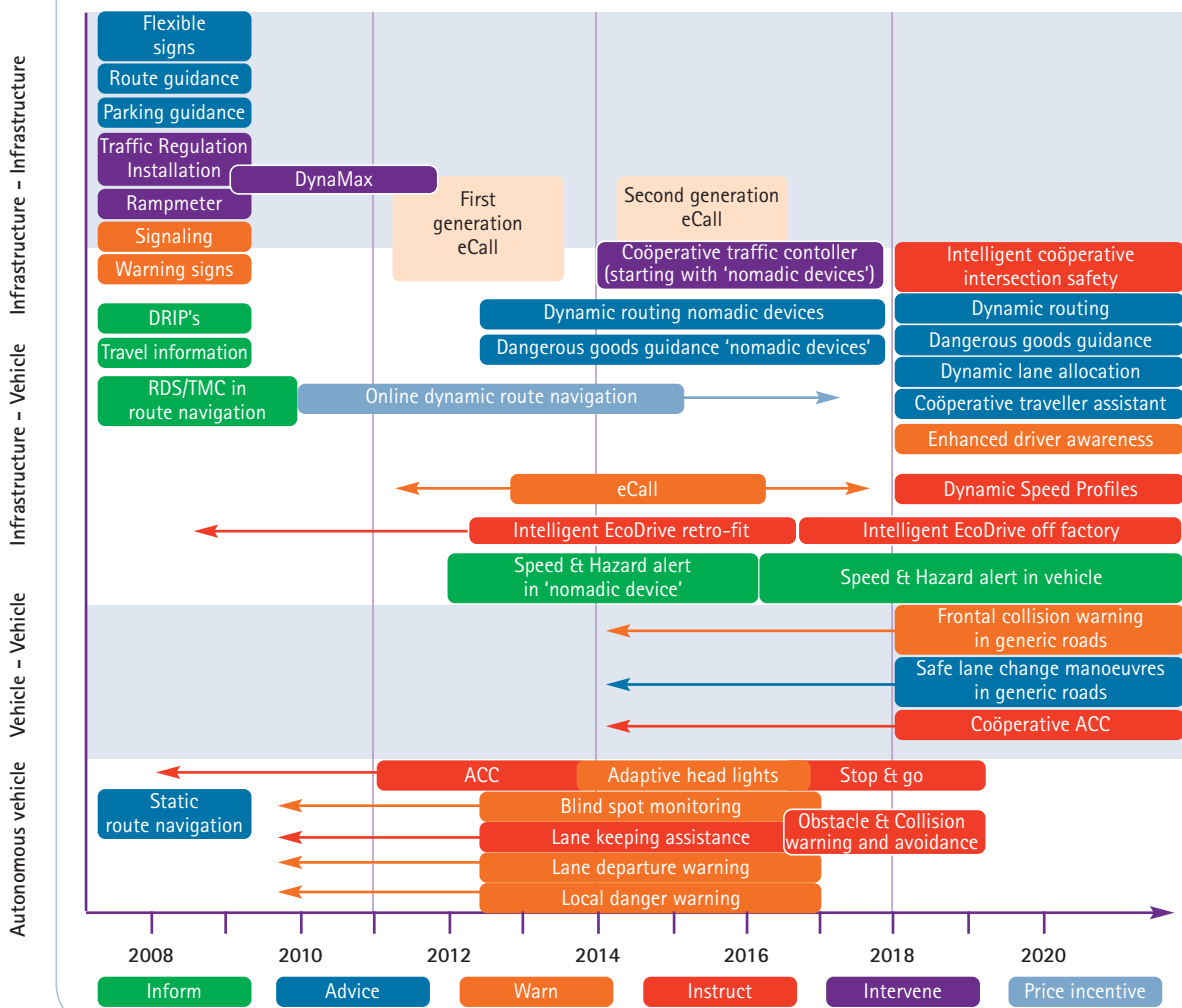 Infrastructure - Infrastructure
Flexible
signs
Route guidance
Parking guidance
Traffic Regulation
Installation
DynaMax
Rampmeter
Signaling
Warning signs
First
generation
eCall
Second generation
eCall
Coöperative traffic contoller
(starting with 'nomadic devices')
Intelligent coöperative
intersection safety
Infrastructure - Vehicle
DRIP's
Travel information
RDS/TMC in
route navigation
Online dynamic route navigation
Dynamic routing nomadic devices
Dangerous goods guidance 'nomadic devices'
Dynamic routing
Dangerous goods guidance
Dynamic lane allocation
Coöperative traveller assistant
Enhanced driver awareness
eCall
Dynamic Speed Profiles
Intelligent EcoDrive retro-fit
Intelligent EcoDrive off factory
Speed & Hazard alert
in 'nomadic device'
Speed & Hazard alert in vehicle
Vehicle - Vehicle
Frontal collision warning
in generic roads
Safe lane change manoeuvres
in generic roads
Coöperative ACC
Autonomous vehicle
ACC
Adaptive head lights
Stop & go
Static
route navigation
Blind spot monitoring
Lane keeping assistance
Obstacle & Collision
warning and avoidance
Lane departure warning
Local danger warning
2008
2010
2012
2014
2016
2018
2020
Inform
Advice
Warn
Instruct
Intervene
Price incentive